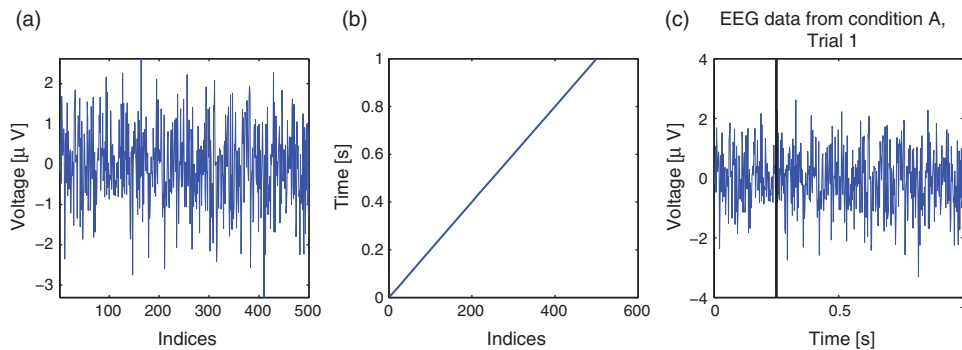 (a)
Voltage [μ V]
2
1
0
−1
−2
−3
100 200 300 400 500
Indices
(b)
Time [s]
1
0.8
0.6
0.4
0.2
0
0 200 400 600
Indices
(c)
EEG data from condition A,
Trial 1
Voltage [μ V]
4
2
0
−2
−4
0.5
Time [s]